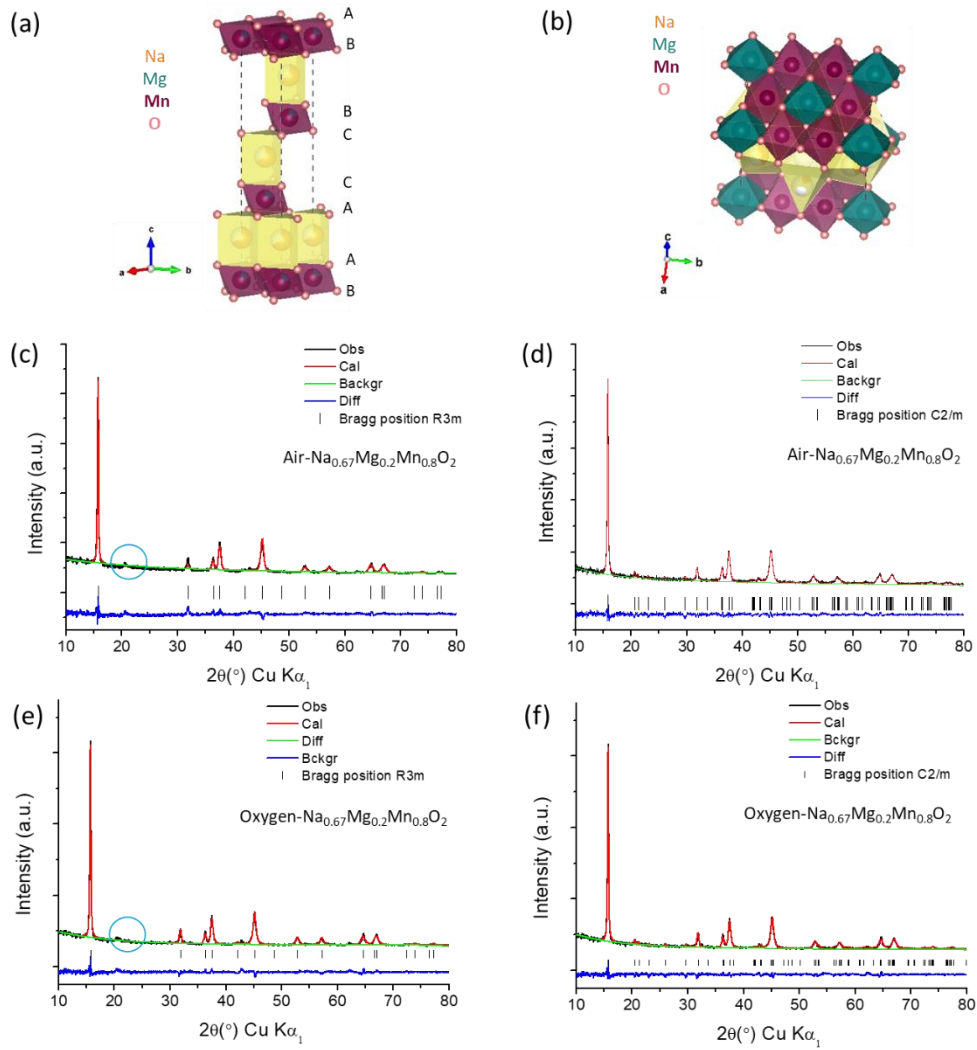 (a)
Na
Mg
Mn
O
A
B
B
C
C
A
A
B
c
a
b
(b)
Na
Mg
Mn
O
c
b
a
(c)
Obs
Cal
Backgr
Diff
Bragg position R3m
Air-Na0.67Mg0.2Mn0.8O2
Intensity (a.u.)
10 20 30 40 50 60 70 80
2θ(°) Cu Kα1
(d)
Obs
Cal
Backgr
Diff
Bragg position C2/m
Air-Na0.67Mg0.2Mn0.8O2
Intensity (a.u.)
10 20 30 40 50 60 70 80
2θ(°) Cu Kα1
(e)
Obs
Cal
Diff
Bckgr
Bragg position R3m
Oxygen-Na0.67Mg0.2Mn0.8O2
Intensity (a.u.)
10 20 30 40 50 60 70 80
2θ(°) Cu Kα1
(f)
Obs
Cal
Bckgr
Diff
Bragg position C2/m
Oxygen-Na0.67Mg0.2Mn0.8O2
Intensity (a.u.)
10 20 30 40 50 60 70 80
2θ(°) Cu Kα1